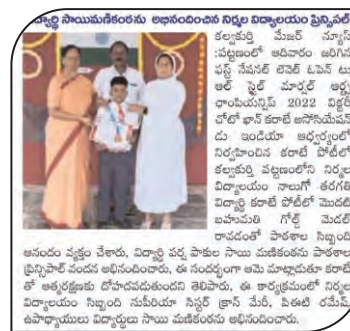 విద్యార్థి సాయిమణికంఠను అభినందించిన నిర్మల విద్యాలయం ప్రిన్సిపల్
కల్వకుర్తి మేజర్ న్యూస్
:పట్టణంలో ఆదివారం జరిగిన
ఫస్ట్ నేషనల్ లెవెల్ ఓపెన్ టు
ఆల్ స్టైల్ మార్షల్ ఆర్ట్స్
ఛాంపియన్షిప్ 2022 విక్టరీ
చోటో ఖాన్ కరాటే అసోసియేషన్
డు ఇండియా ఆధ్వర్యంలో
నిర్వహించిన కరాటే పోటీలో
కల్వకుర్తి పట్టణంలోని నిర్మల
విద్యాలయం నాలుగో తరగతి
విద్యార్థి కరాటే పోటీలో మొదటి
బహుమతి గోల్డ్ మెడల్
రావడంతో పాఠశాల సిబ్బంది
ఆనందం వ్యక్తం చేశారు, విద్యార్థి పర్వ పాకుల సాయి మణికంఠను పాఠశాల
ప్రిన్సిపాల్ వందన అభినందించారు, ఈ సందర్భంగా ఆమె మాట్లాడుతూ కరాటే
తో ఆత్మరక్షణకు దోహదపడుతుందని తెలిపారు, ఈ కార్యక్రమంలో నిర్మల
విద్యాలయం సిబ్బంది సుపీరియా సిస్టర్ క్రాన్ మేరీ, పిఈటి రమేష్,
ఉపాధ్యాయులు విద్యార్థులు సాయి మణికంఠను అభినందించారు.